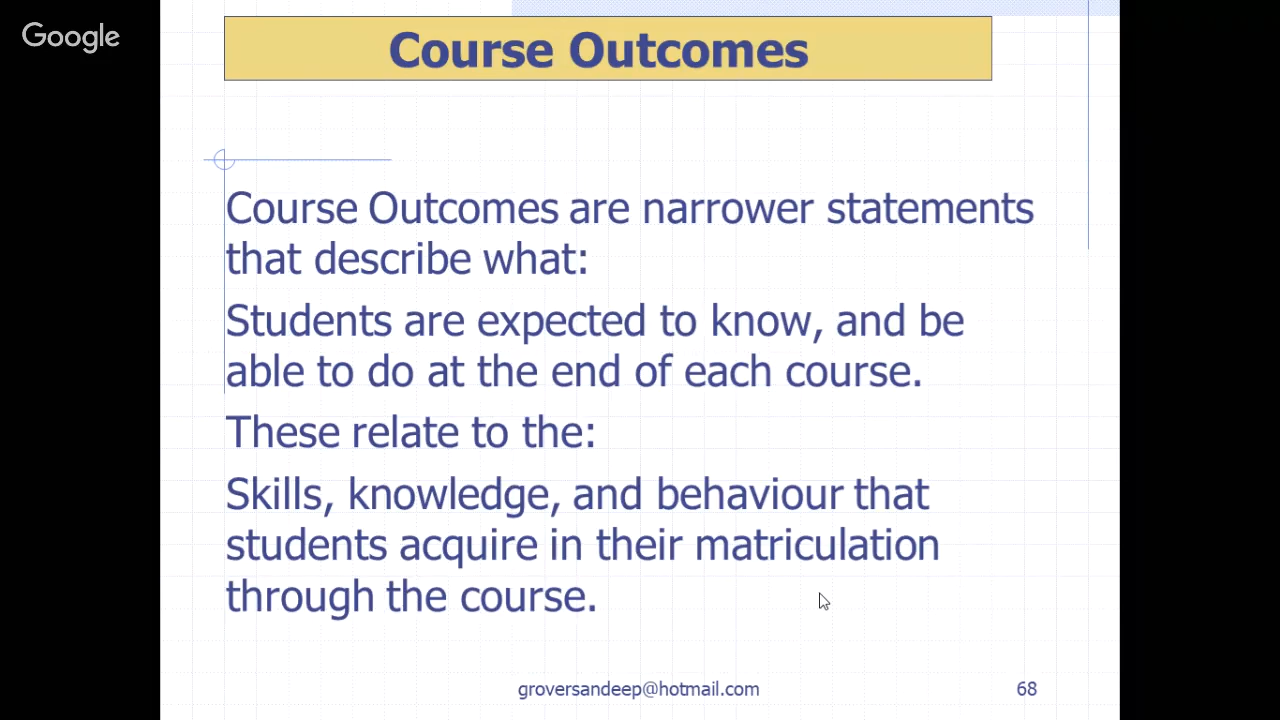 Google
Course Outcomes
Course Outcomes are narrower statements
that describe what:
Students are expected to know, and be
able to do at the end of each course.
These relate to the:
Skills, knowledge, and behaviour that
students acquire in their matriculation
through the course.
groversandeep@hotmail.com
68